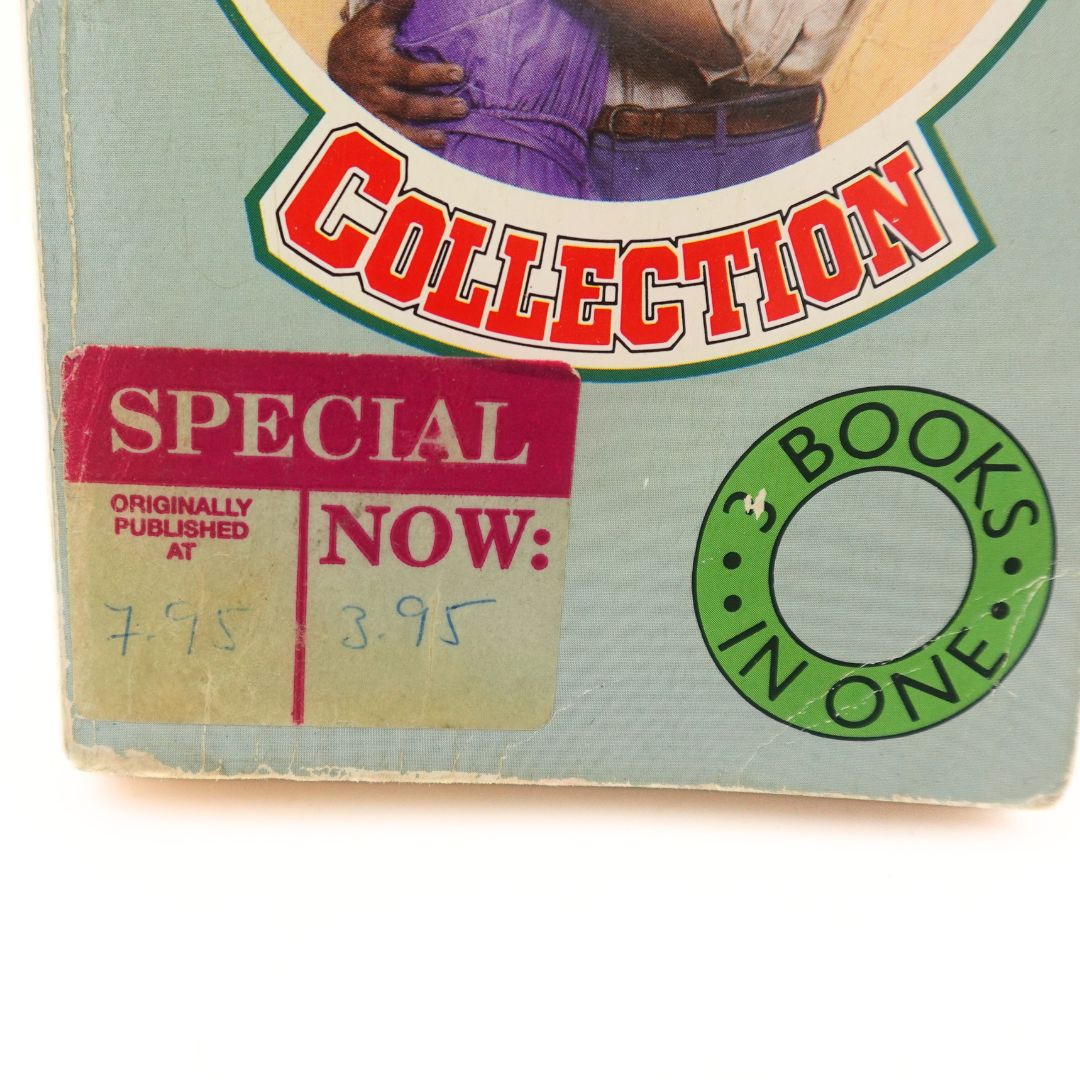 COLLECTION
SPECIAL
ORIGINALLY
PUBLISHED
AT
7.95
NOW:
3.95
3 BOOKS
IN ONE